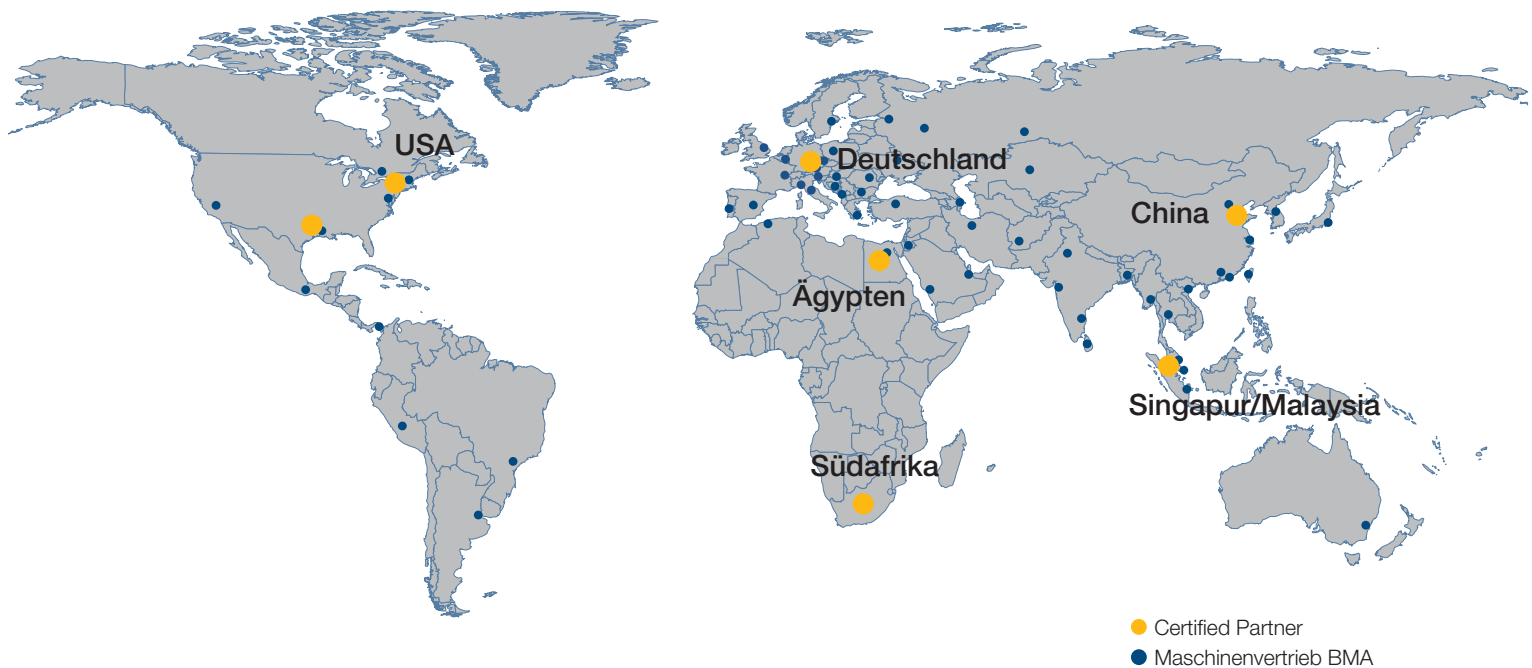 USA
Deutschland
China
Ägypten
Singapur/Malaysia
Südafrika
Certified Partner
Maschinenvertrieb BMA